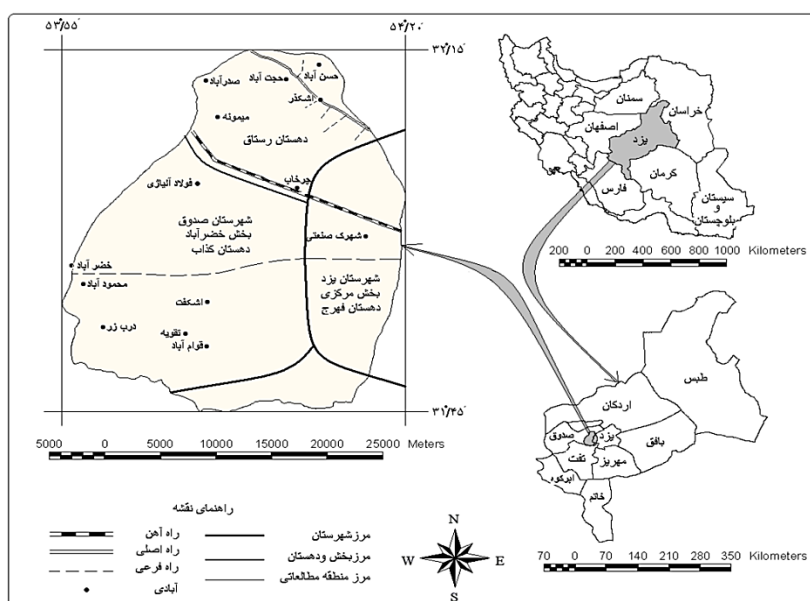 ۵۳/۵۵
۵۴/۲۰
۳۲/۱۵
۳۱/۴۵
حسن آباد
حجت آباد
صدرآباد
اشکذر
میمونه
دهستان رستاق
چرخاب
فولاد آلیاژی
شهرستان صدوق
بخش خضرآباد
دهستان کذاب
شهرک صنعتی
خضر آباد
محمود آباد
شهرستان یزد
بخش مرکزی
دهستان فهرج
اشکفت
درب زر
تقویه
قوام آباد
5000 0 5000 10000 15000 20000 25000 Meters
سمنان
خراسان
اصفهان
یزد
کرمان
فارس
سیستان
و
بلوچستان
200 0 200 400 600 800 1000 Kilometers
طبس
اردکان
صدوق
یزد
بافق
تفت
مهریز
ابرکوه
خاتم
70 0 70 140 210 280 350 Kilometers
راهنمای نقشه
مرزشهرستان
راه آهن
مرزبخش ودهستان
راه اصلی
مرز منطقه مطالعاتی
راه فرعی
آبادی
N
W E
S